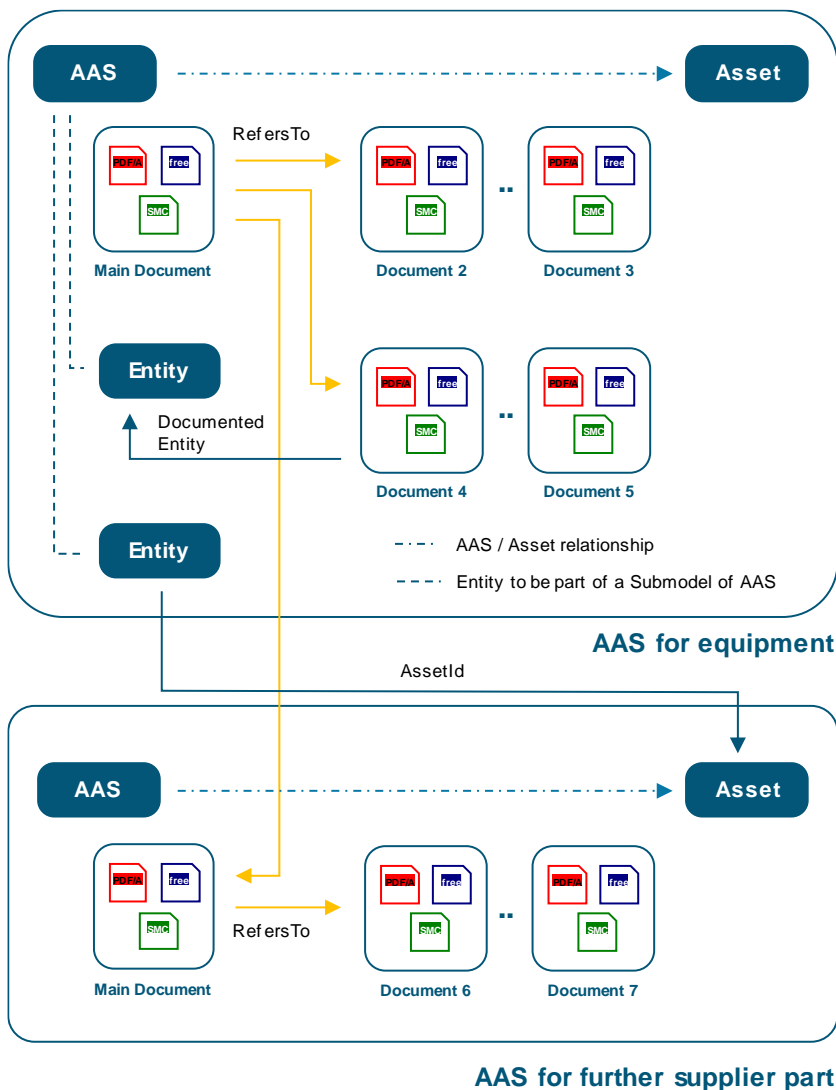 AAS
Asset
RefersTo
PDF/A
free
SMC
Main Document
PDF/A
free
SMC
Document 2
..
PDF/A
free
SMC
Document 3
Entity
Documented
Entity
PDF/A
free
SMC
Document 4
..
PDF/A
free
SMC
Document 5
Entity
AAS / Asset relationship
Entity to be part of a Submodel of AAS
AAS for equipment
AssetId
AAS
Asset
PDF/A
free
SMC
Main Document
RefersTo
PDF/A
free
SMC
Document 6
..
PDF/A
free
SMC
Document 7
AAS for further supplier part